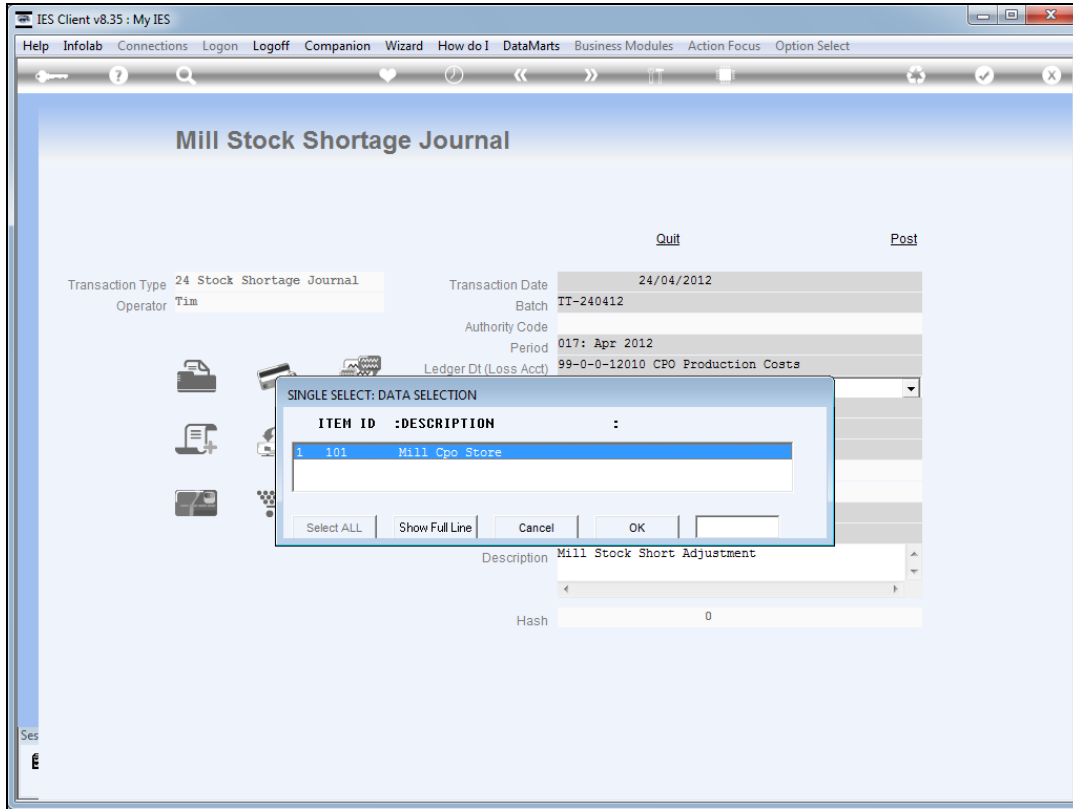 IES Client v8.35 : My IES
Help Infolab Connections Logon Logoff Companion Wizard How do I DataMarts Business Modules Action Focus Option Select
Mill Stock Shortage Journal
Quit Post
Transaction Type 24 Stock Shortage Journal Transaction Date 24/04/2012
Operator Tim Batch TT-240412
Authority Code
Period 017: Apr 2012
Ledger Dt (Loss Acct) 99-0-0-12010 CPO Production Costs
SINGLE SELECT: DATA SELECTION
ITEM ID :DESCRIPTION :
1 101 Mill Cpo Store
Select ALL Show Full Line Cancel OK
Description Mill Stock Short Adjustment
Hash 0
Ses